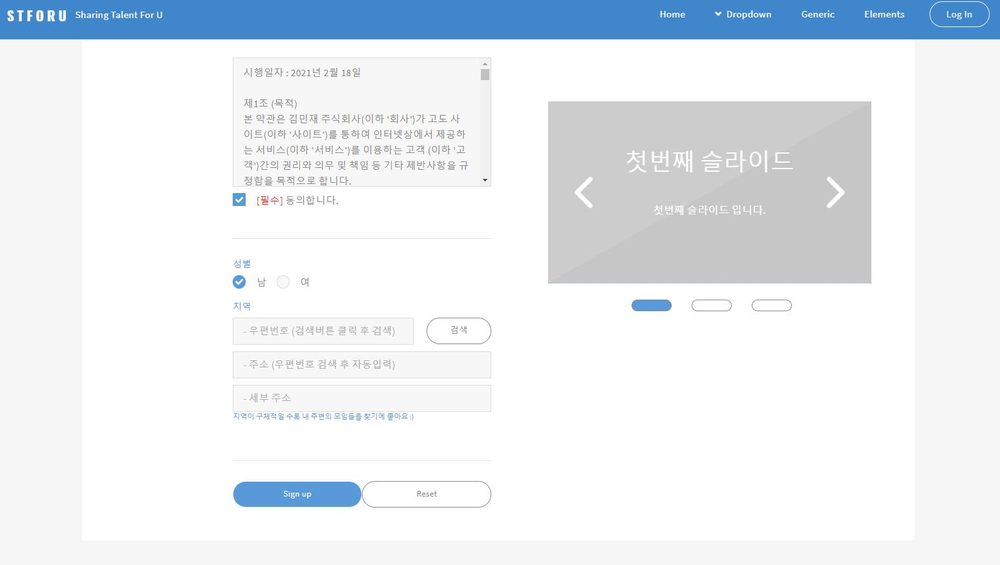 STFORU Sharing Talent For U Home Dropdown Generic Elements Log In
시행일자 : 2021년 2월 18일
제1조 (목적)
본 약관은 김민재 주식회사(이하 '회사')가 고도 사
이트(이하 ‘사이트’)를 통하여 인터넷상에서 제공하
는 서비스(이하 ‘서비스’)를 이용하는 고객 (이하 '고
객')간의 권리와 의무 및 책임 등 기타 제반사항을 규
정함을 목적으로 합니다.
[필수] 동의합니다.
성별
남 여
지역
- 우편번호 (검색버튼 클릭 후 검색) 검색
- 주소 (우편번호 검색 후 자동입력)
- 세부 주소
지역이 구체적일 수록 내 주변의 모임들을 찾기에 좋아요 :)
Sign up Reset
첫번째 슬라이드
첫번째 슬라이드 입니다.